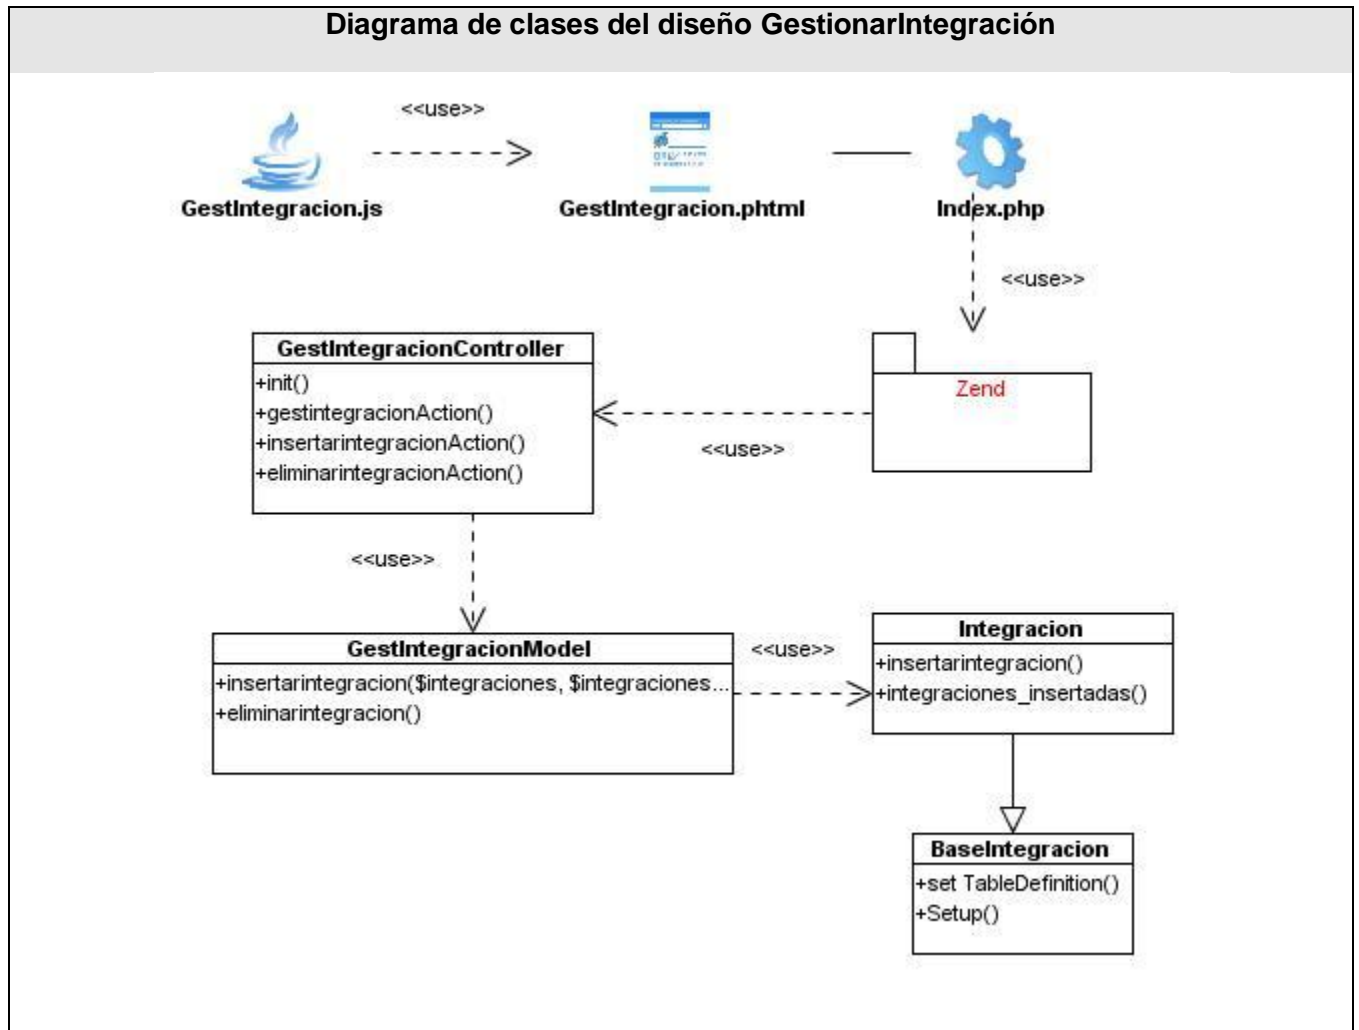 Diagrama de clases del diseño GestionarIntegración
<<use>>
GestIntegracion.js
GestIntegracion.phtml
Index.php
<<use>>
GestIntegracionController
+init()
+gestintegracionAction()
+insertarintegracionAction()
+eliminarintegracionAction()
Zend
<<use>>
<<use>>
GestIntegracionModel
+insertarintegracion($integraciones, $integraciones...
+eliminarintegracion()
<<use>>
Integracion
+insertarintegracion()
+integraciones_insertadas()
BaseIntegracion
+set TableDefinition()
+Setup()